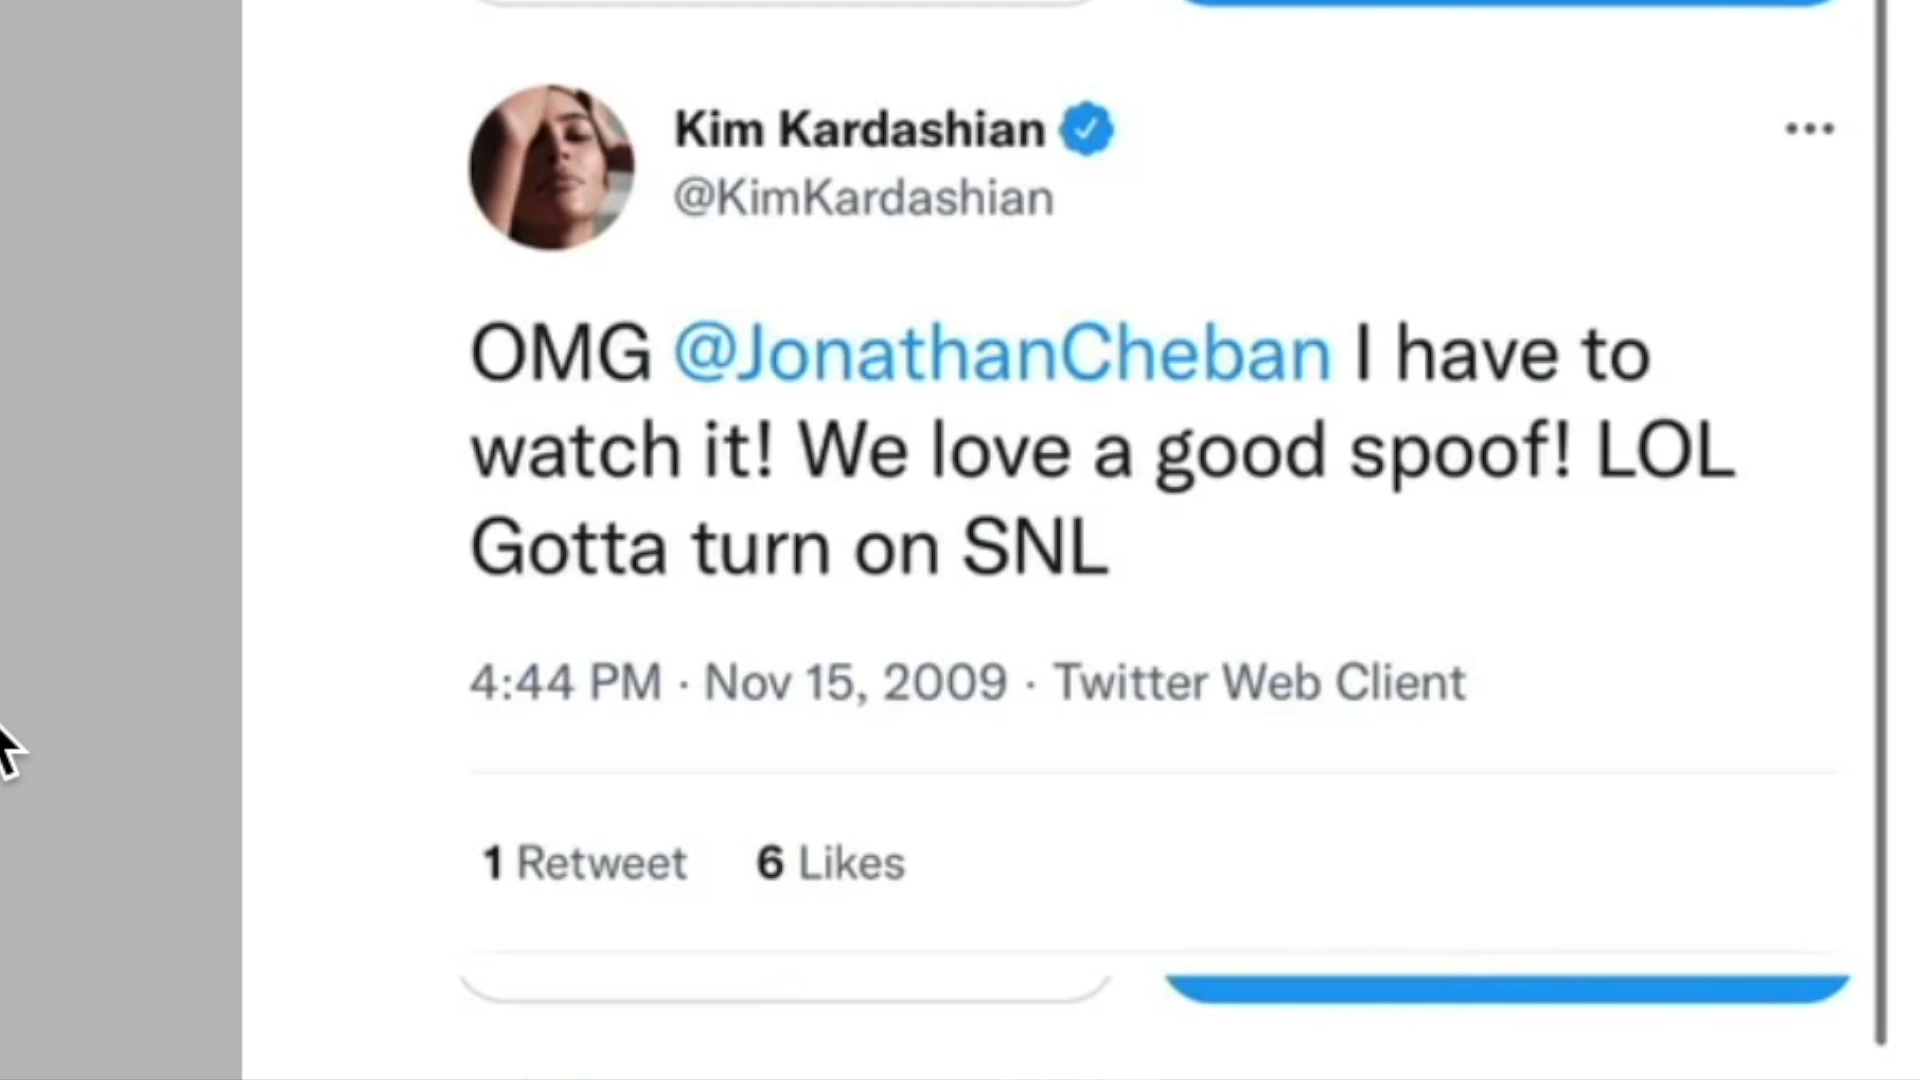 Kim Kardashian
@KimKardashian
OMG @JonathanCheban I have to
watch it! We love a good spoof! LOL
Gotta turn on SNL
4:44 PM · Nov 15, 2009 · Twitter Web Client
1 Retweet 6 Likes